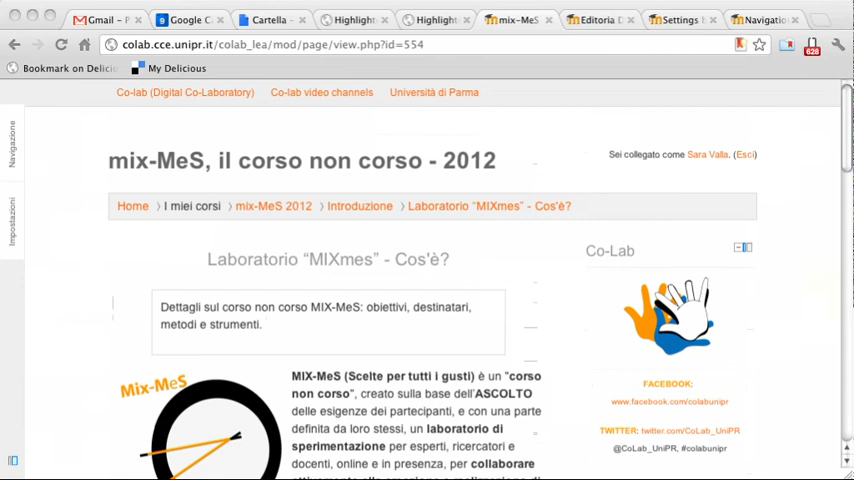 Gmail - P
Google C
Cartella -
Highlight
Highligh
mix-MeS
Editoria D
Settings
Navigatio
colab.cce.unipr.it/colab_lea/mod/page/view.php?id=554
628
Bookmark on Delicio
My Delicious
Co-lab (Digital Co-Laboratory) Co-lab video channels Università di Parma
Navigazione
Impostazioni
mix-MeS, il corso non corso - 2012
Sei collegato come Sara Valla. (Esci)
Home 〉 I miei corsi 〉 mix-MeS 2012 〉 Introduzione 〉 Laboratorio “MIXmes” - Cos'è?
Laboratorio “MIXmes” - Cos'è?
Dettagli sul corso non corso MIX-MeS: obiettivi, destinatari,
metodi e strumenti.
Mix-MeS
MIX-MeS (Scelte per tutti i gusti) è un "corso
non corso", creato sulla base dell'ASCOLTO
delle esigenze dei partecipanti, e con una parte
definita da loro stessi, un laboratorio di
sperimentazione per esperti, ricercatori e
docenti, online e in presenza, per collaborare
Co-Lab
FACEBOOK:
www.facebook.com/colabunipr
TWITTER: twitter.com/CoLab_UniPR
@CoLab_UniPR, #colabunipr